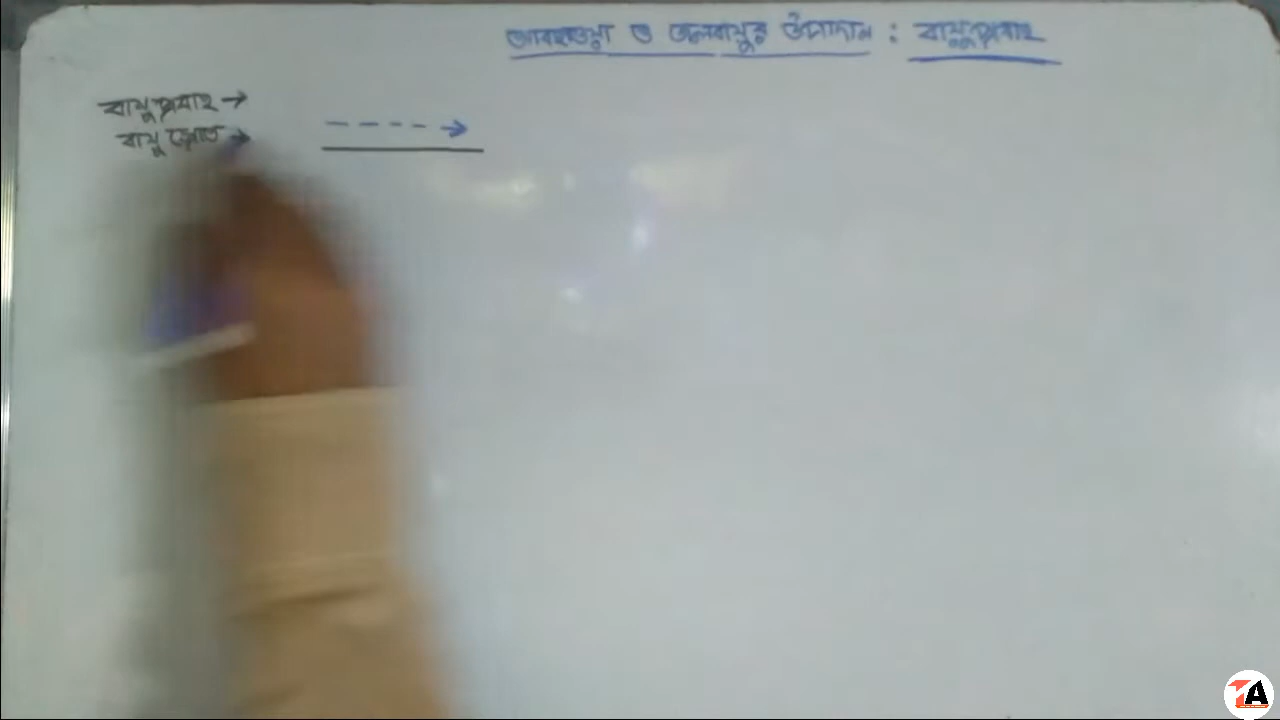 আবহাওয়া ও জলবায়ুর উপাদান : বায়ুপ্রবাহ
বায়ুপ্রবাহ →
বায়ু স্রোত →